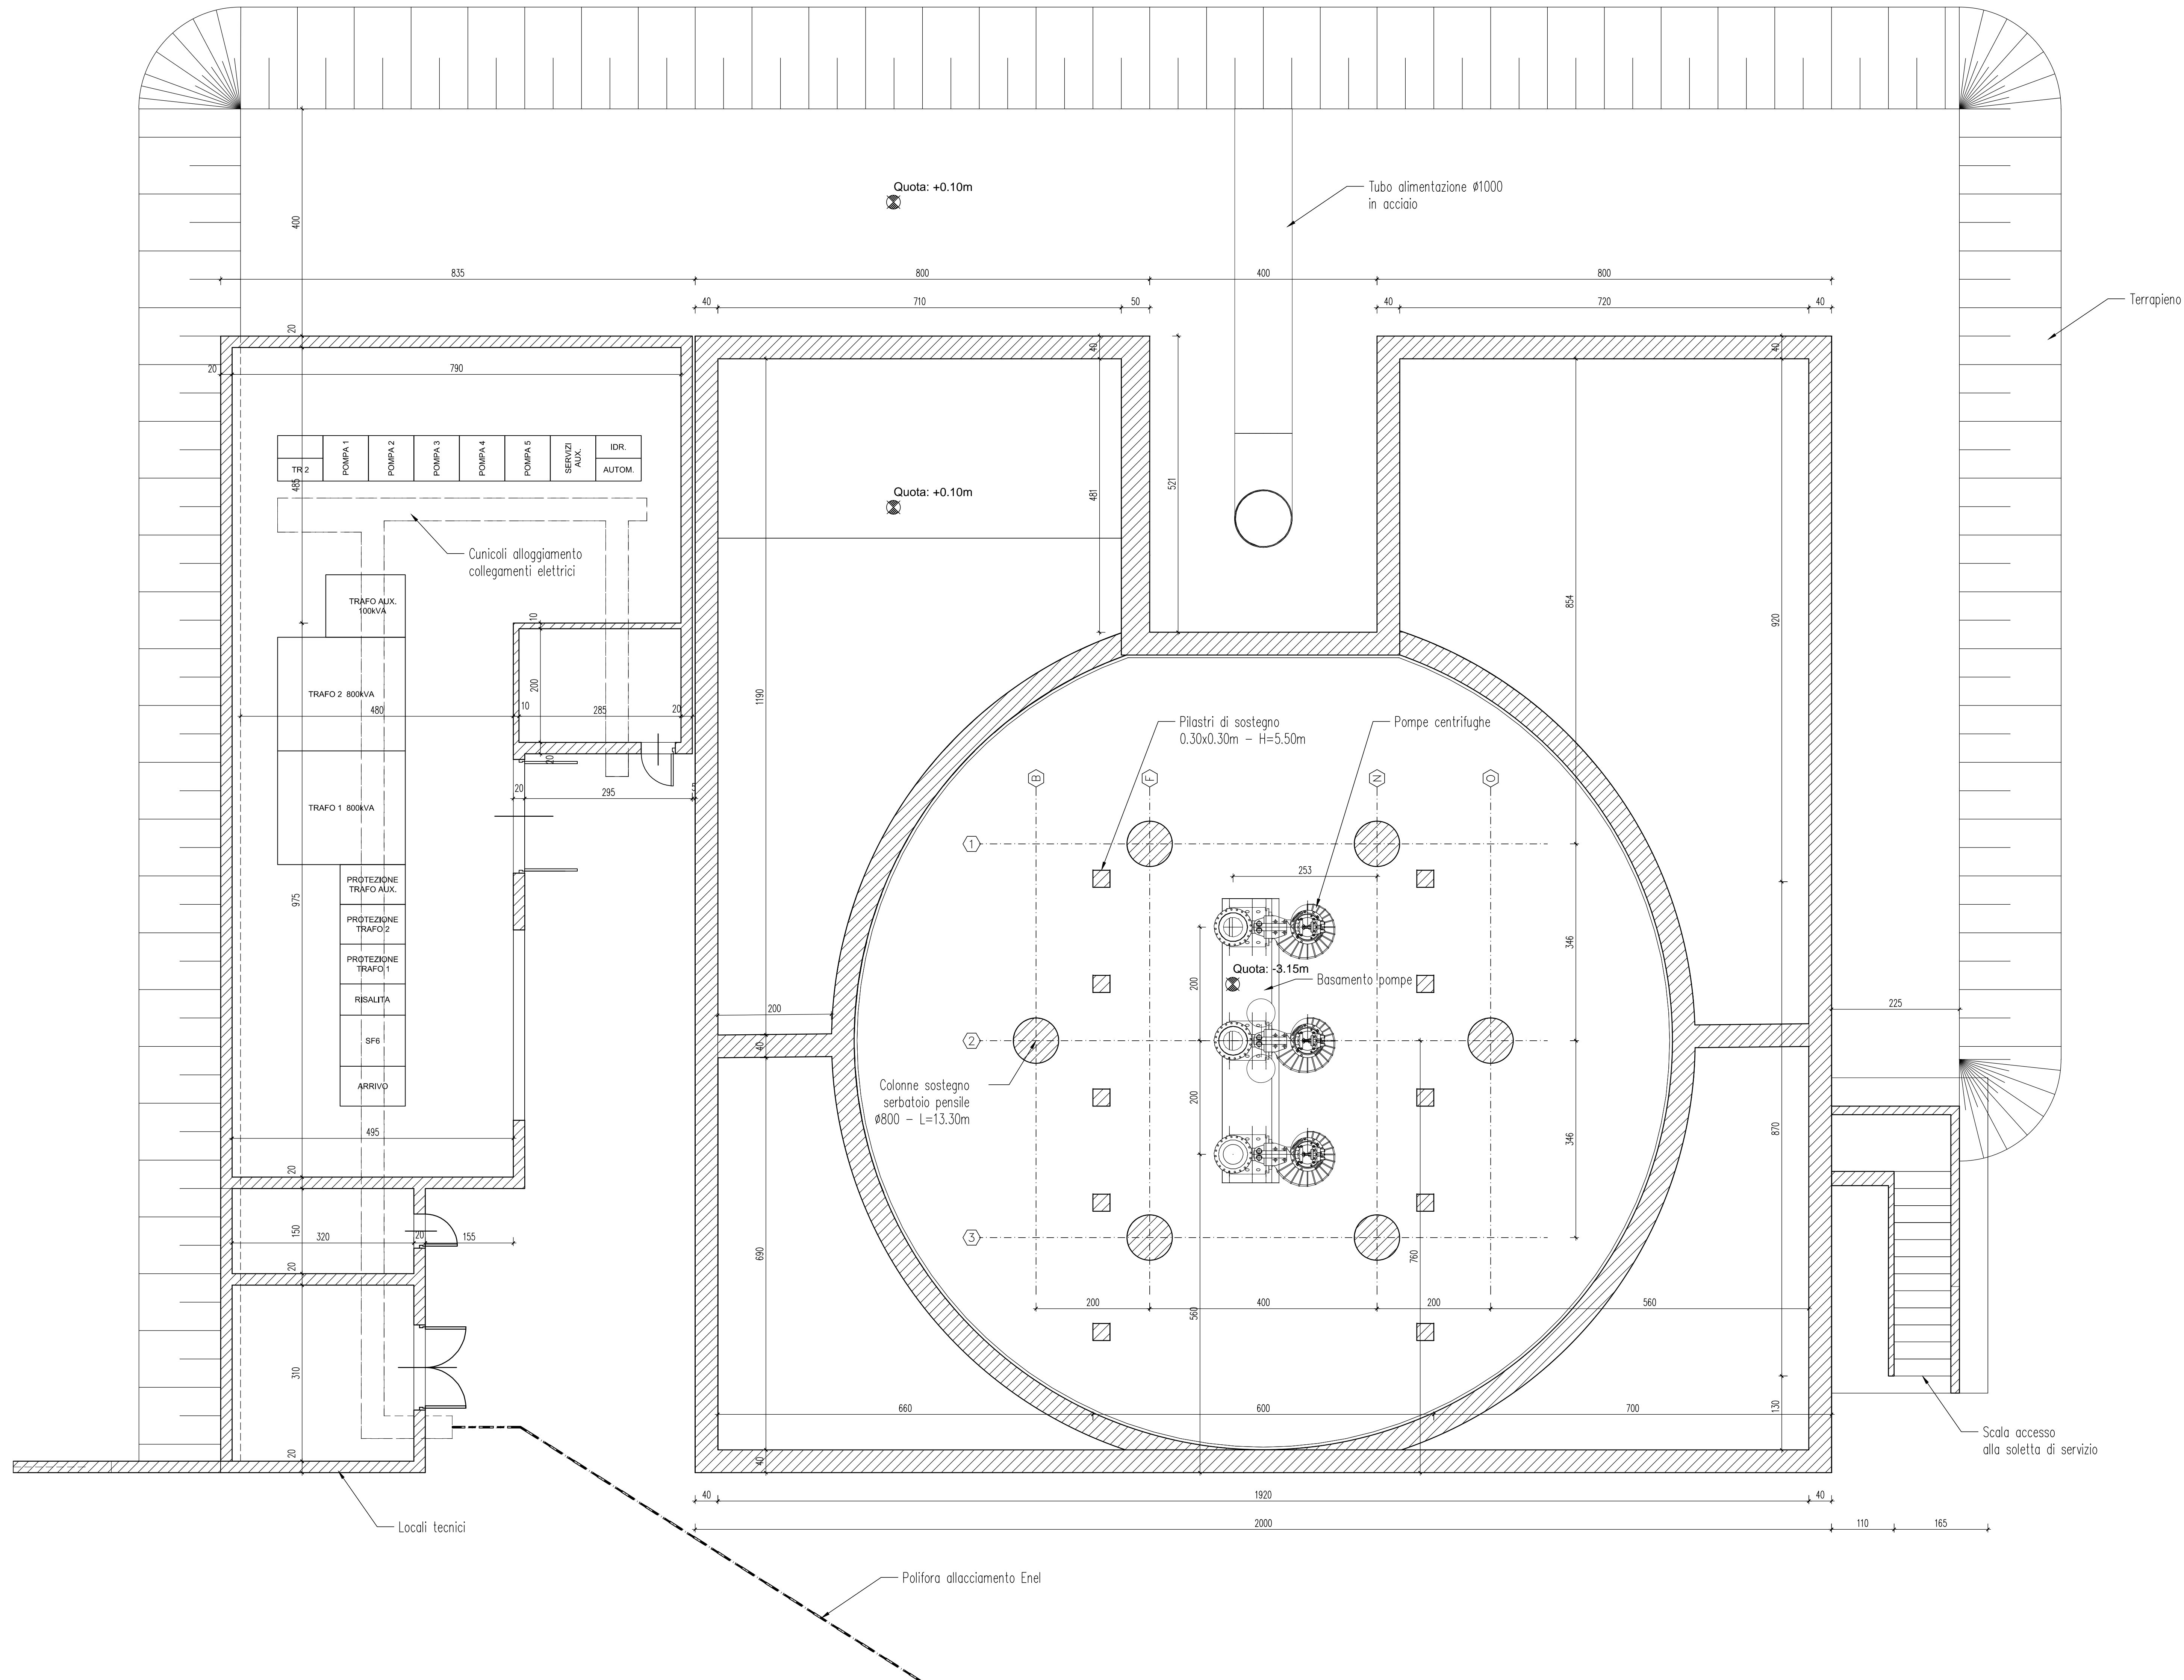 Quota: +0.10m
Tubo alimentazione ø1000
in acciaio
Terrapieno
400
835
800
400
800
40
710
50
40
720
40
20
20
790
40
40
481
521
TR 2
POMPA 1
POMPA 2
POMPA 3
POMPA 4
POMPA 5
SERVIZI
AUX.
IDR.
AUTOM.
485
Quota: +0.10m
Cunicoli alloggiamento
collegamenti elettrici
TRAFO AUX.
100kVA
TRAFO 2 800kVA
TRAFO 1 800kVA
10
200
480
10
285
20
20
20
295
1190
854
920
Pilastri di sostegno
0.30x0.30m - H=5.50m
Pompe centrifughe
B
F
N
O
1
253
346
975
PROTEZIONE
TRAFO AUX.
PROTEZIONE
TRAFO 2
PROTEZIONE
TRAFO 1
RISALITA
SF6
ARRIVO
Quota: -3.15m
Basamento pompe
200
200
225
40
2
Colonne sostegno
serbatoio pensile
ø800 - L=13.30m
200
346
870
495
20
150
320
20
155
20
690
3
760
560
200
400
200
560
310
660
600
700
130
20
40
Scala accesso
alla soletta di servizio
40
1920
40
2000
110
165
Locali tecnici
Polifora allacciamento Enel